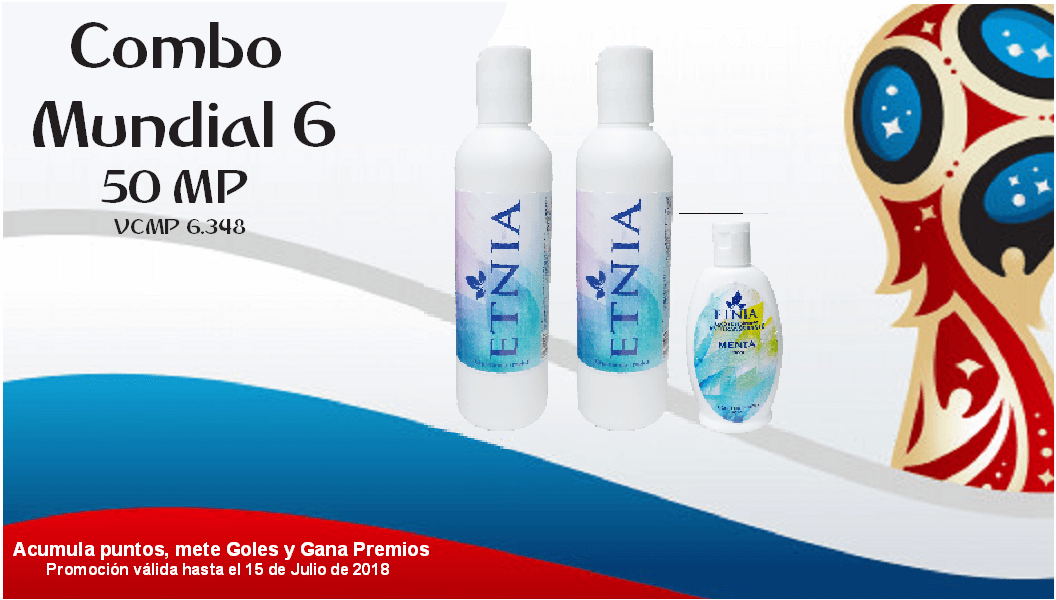 Combo
Mundial 6
50 MP
VCMP 6.348
ETNIA
ETNIA
ETNIA
MENTA
Acumula puntos, mete Goles y Gana Premios
Promoción válida hasta el 15 de Julio de 2018